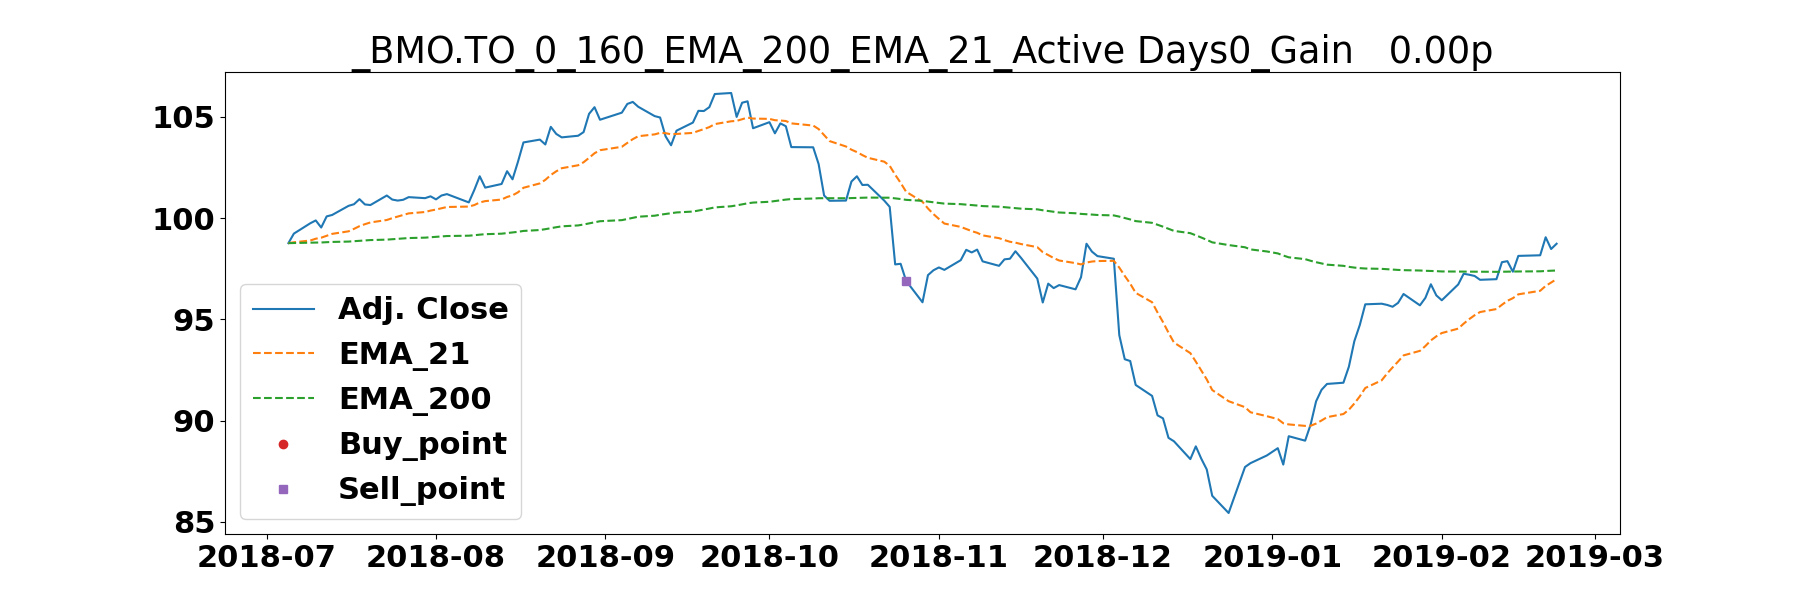 _BMO.TO_0_160_EMA_200_EMA_21_Active Days0_Gain   0.00p
105
100
95
90
85
Adj. Close
EMA_21
EMA_200
Buy_point
Sell_point
2018-07 2018-08 2018-09 2018-10 2018-11 2018-12 2019-01 2019-02 2019-03